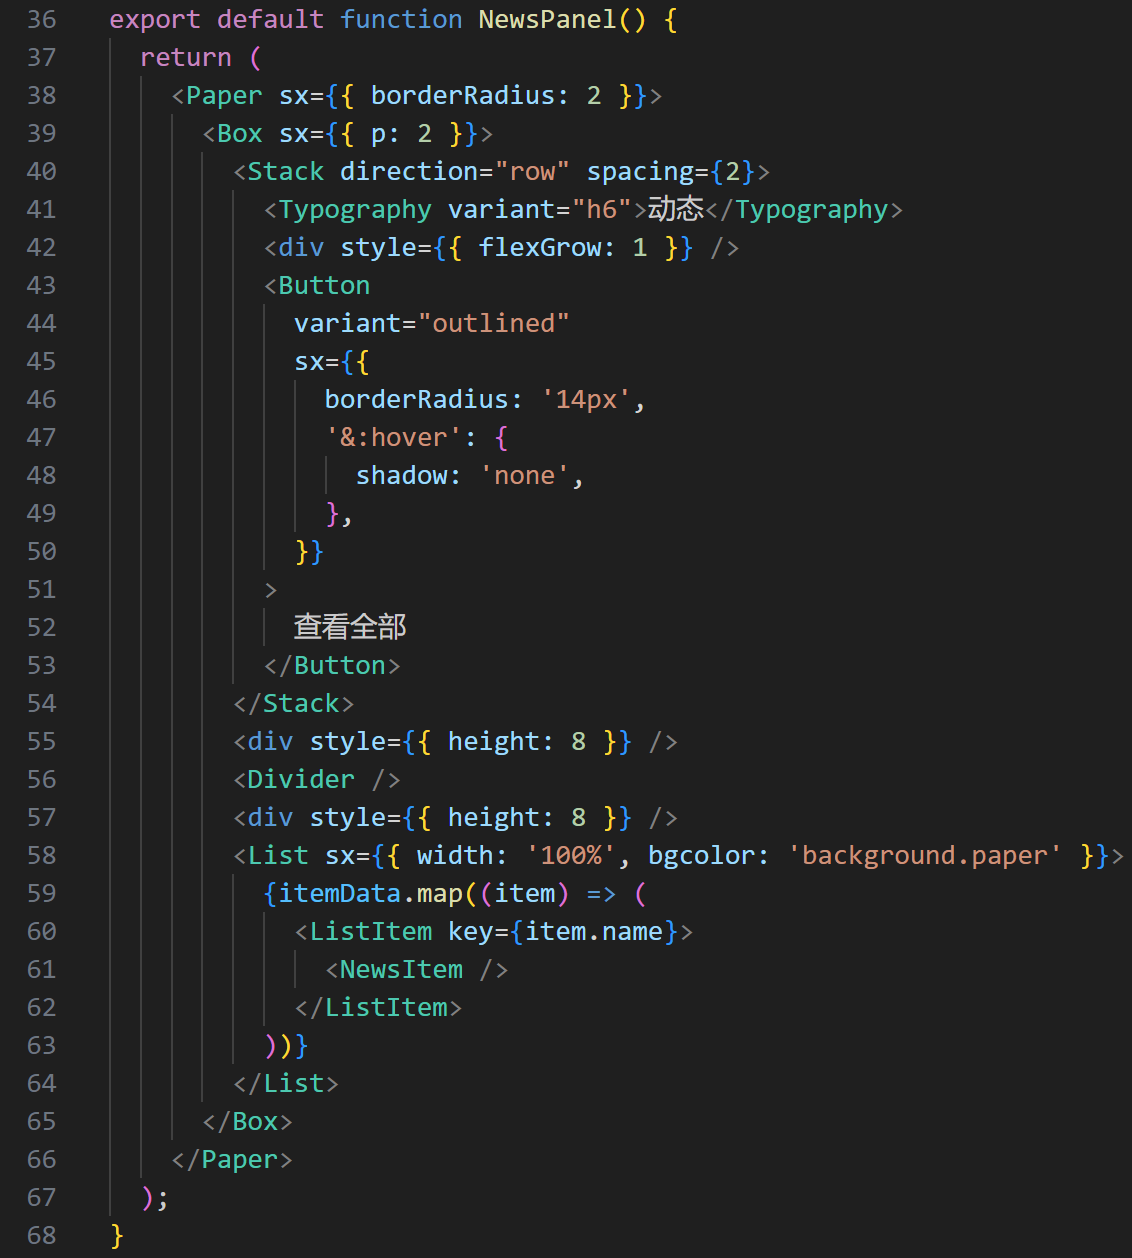 36 export default function NewsPanel() {
37   return (
38     <Paper sx={{ borderRadius: 2 }}>
39       <Box sx={{ p: 2 }}>
40         <Stack direction="row" spacing={2}>
41           <Typography variant="h6">动态</Typography>
42           <div style={{ flexGrow: 1 }} />
43           <Button
44             variant="outlined"
45             sx={{
46               borderRadius: '14px',
47               '&:hover': {
48                 shadow: 'none',
49               },
50             }}
51           >
52             查看全部
53           </Button>
54         </Stack>
55         <div style={{ height: 8 }} />
56         <Divider />
57         <div style={{ height: 8 }} />
58         <List sx={{ width: '100%', bgcolor: 'background.paper' }}>
59           {itemData.map((item) => (
60             <ListItem key={item.name}>
61               <NewsItem />
62             </ListItem>
63           ))}
64         </List>
65       </Box>
66     </Paper>
67   );
68 }